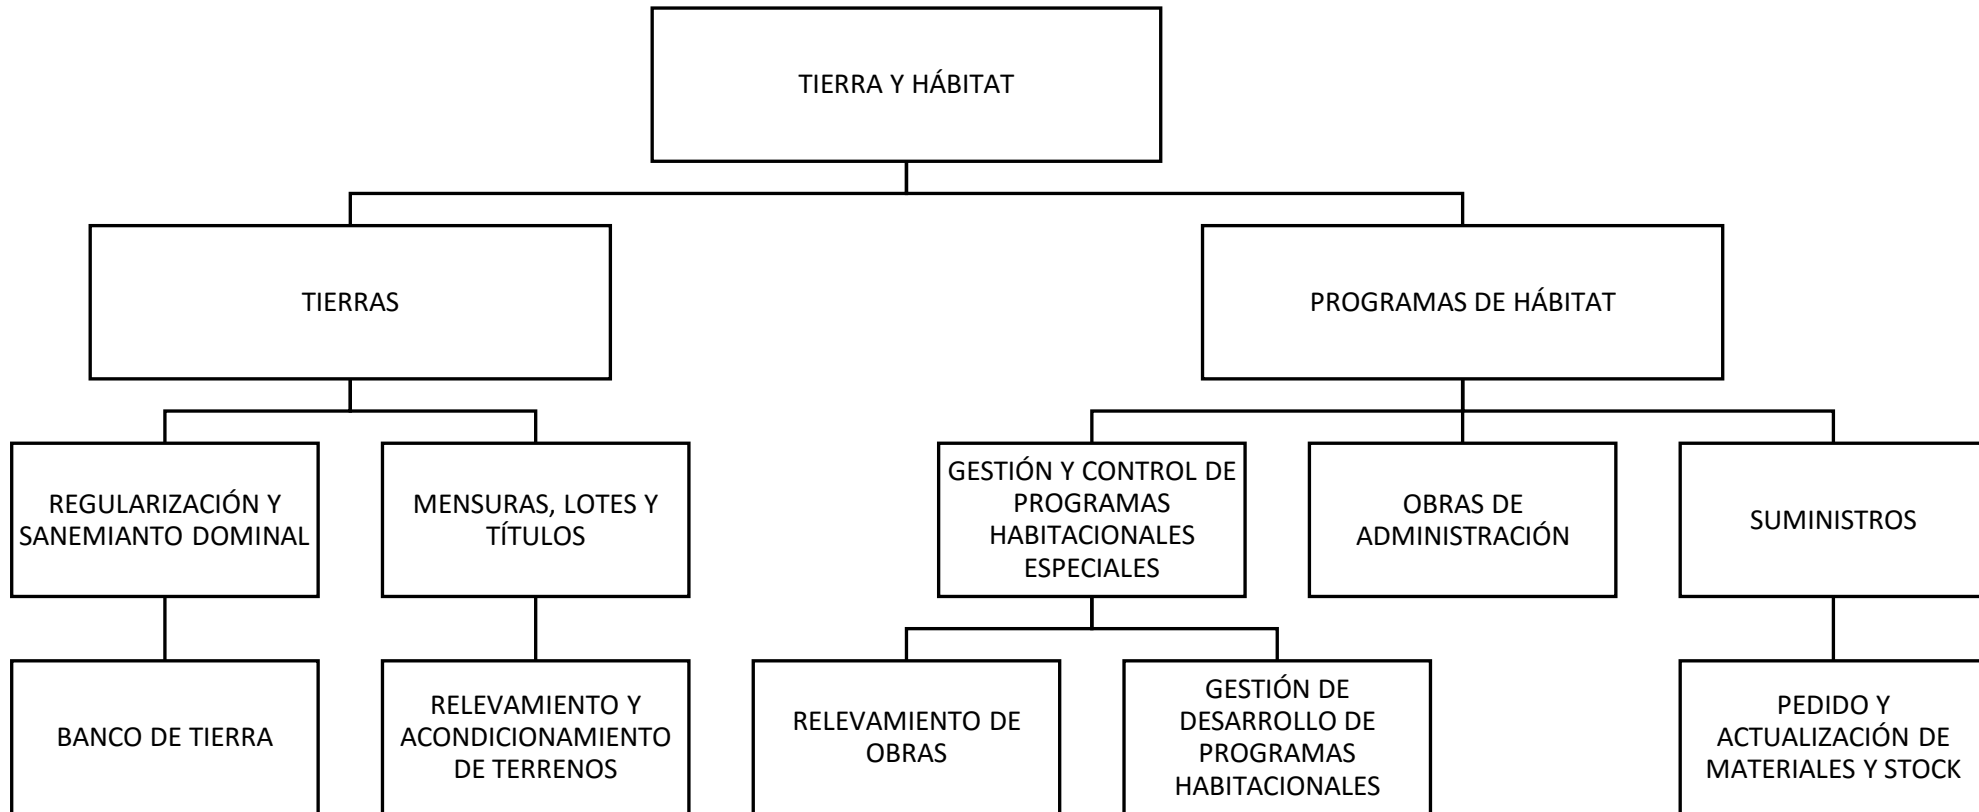 TIERRA Y HÁBITAT
TIERRAS
PROGRAMAS DE HÁBITAT
REGULARIZACIÓN Y
SANEMIANTO DOMINAL
MENSURAS, LOTES Y
TÍTULOS
GESTIÓN Y CONTROL DE
PROGRAMAS
HABITACIONALES
ESPECIALES
OBRAS DE
ADMINISTRACIÓN
SUMINISTROS
BANCO DE TIERRA
RELEVAMIENTO Y
ACONDICIONAMIENTO
DE TERRENOS
RELEVAMIENTO DE
OBRAS
GESTIÓN DE
DESARROLLO DE
PROGRAMAS
HABITACIONALES
PEDIDO Y
ACTUALIZACIÓN DE
MATERIALES Y STOCK